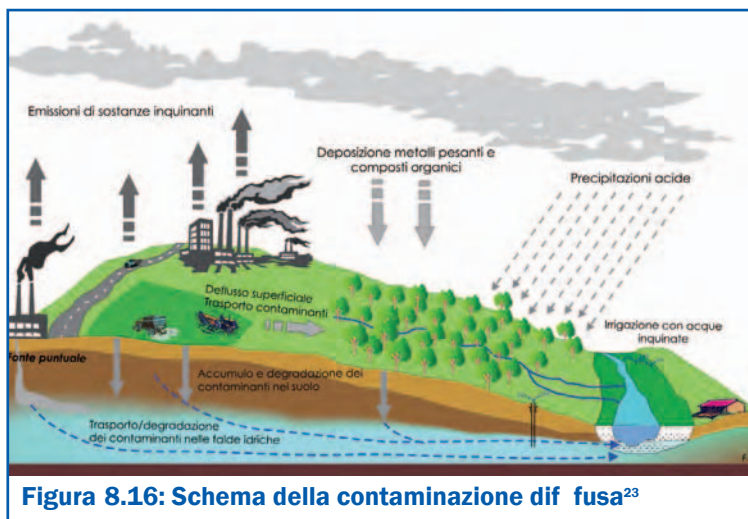 Emissioni di sostanze inquinanti
Deposizione metalli pesanti e
composti organici
Precipitazioni acide
Deflusso superficiale
Trasporto contaminanti
Irrigazione con acque
inquinate
Fonte puntuale
Accumulo e degradazione dei
contaminanti nel suolo
Trasporto/degradazione
dei contaminanti nelle falde idriche
F
Figura 8.16: Schema della contaminazione dif fusa²³